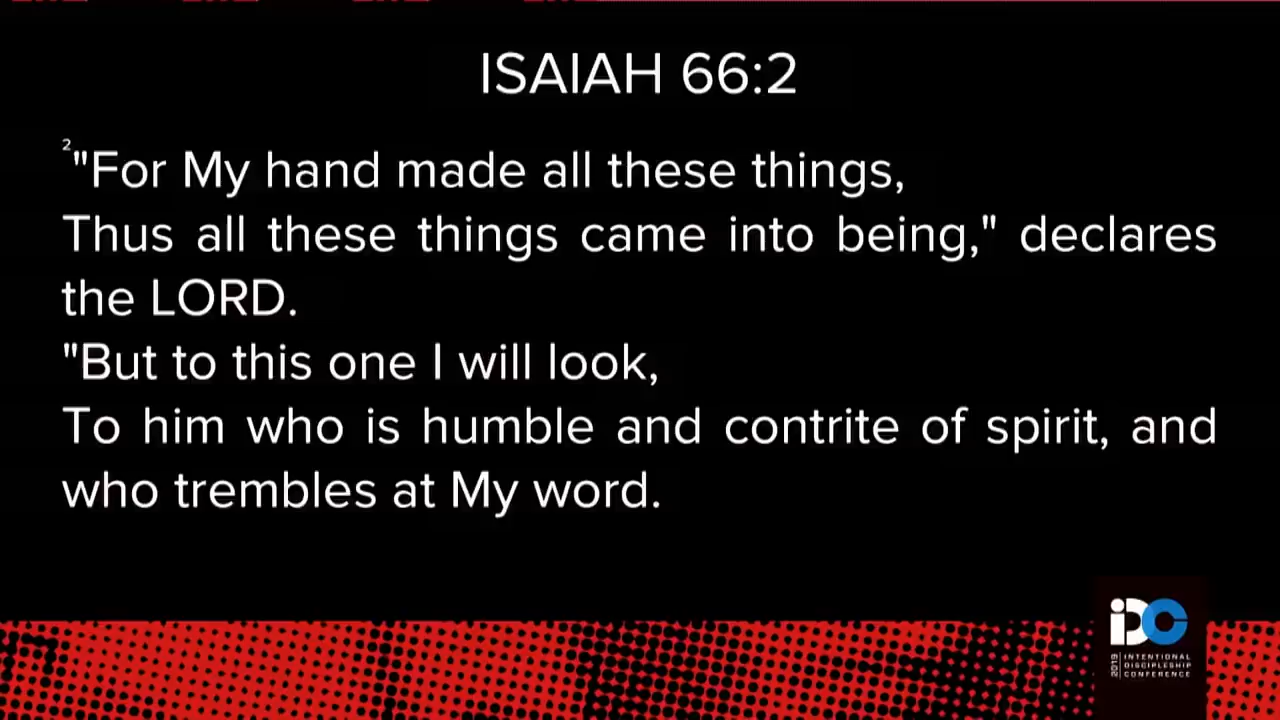 ISAIAH 66:2
²"For My hand made all these things,
Thus all these things came into being," declares
the LORD.
"But to this one I will look,
To him who is humble and contrite of spirit, and
who trembles at My word.
iDC
2019
INTENTIONAL
DISCIPLESHIP
CONFERENCE